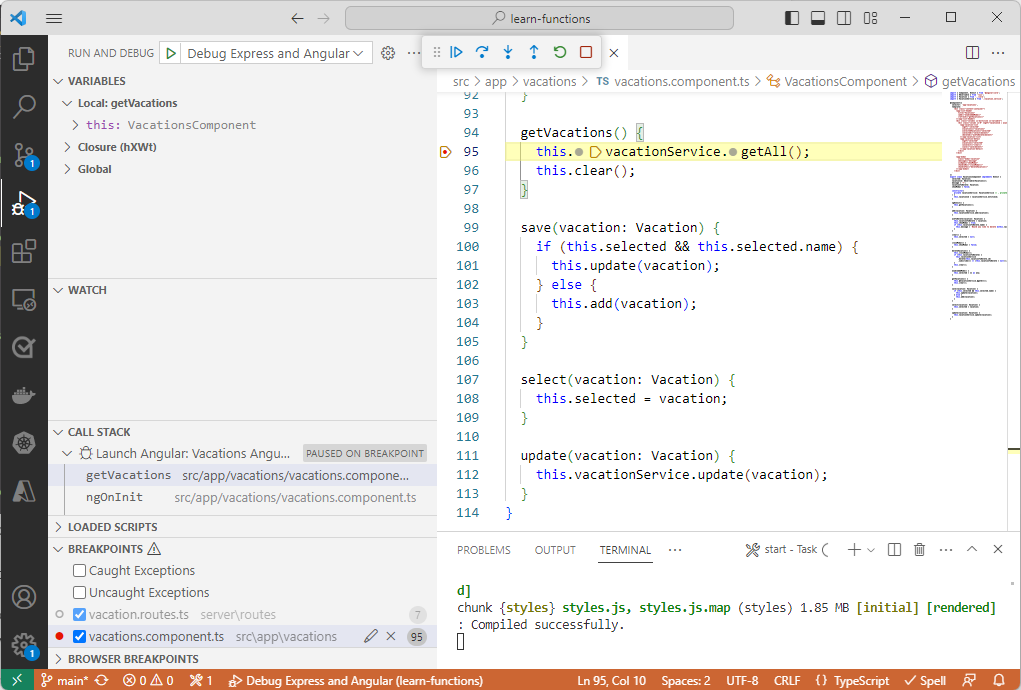 learn-functions
RUN AND DEBUG
Debug Express and Angular
src > app > vacations > TS vacations.component.ts > VacationsComponent > getVacations
VARIABLES
Local: getVacations
this: VacationsComponent
Closure (hXWt)
Global
WATCH
CALL STACK
Launch Angular: Vacations Angu...
PAUSED ON BREAKPOINT
getVacations src/app/vacations/vacations.compone...
ngOnInit src/app/vacations/vacations.component.ts
LOADED SCRIPTS
BREAKPOINTS
Caught Exceptions
Uncaught Exceptions
vacation.routes.ts server\routes 7
vacations.component.ts src\app\vacations 95
BROWSER BREAKPOINTS
1
1
1
92 }
93
94 getVacations() {
95 this.vacationService.getAll();
96 this.clear();
97 }
98
99 save(vacation: Vacation) {
100 if (this.selected && this.selected.name) {
101 this.update(vacation);
102 } else {
103 this.add(vacation);
104 }
105 }
106
107 select(vacation: Vacation) {
108 this.selected = vacation;
109 }
110
111 update(vacation: Vacation) {
112 this.vacationService.update(vacation);
113 }
114 }
PROBLEMS OUTPUT TERMINAL ... start - Task
d]
chunk {styles} styles.js, styles.js.map (styles) 1.85 MB [initial] [rendered]
: Compiled successfully.
main* 0 0 1 Debug Express and Angular (learn-functions) Ln 95, Col 10 Spaces: 2 UTF-8 CRLF {} TypeScript Spell